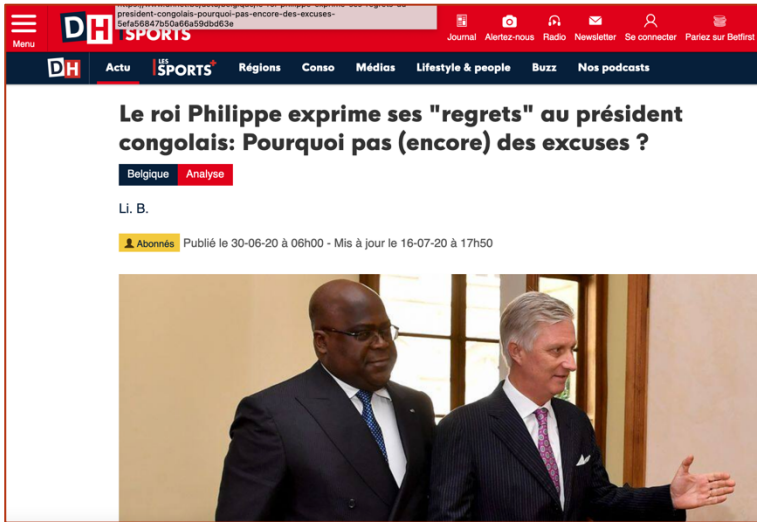 president-congolais-pourquoi-pas-encore-des-excuses-
5efa56847b50a66a59dbd63e
Menu
DH
SPORTS
Journal
Alertez-nous
Radio
Newsletter
Se connecter
Pariez sur Betfirst
DH
Actu
LES
SPORTS+
Régions
Conso
Médias
Lifestyle & people
Buzz
Nos podcasts
Le roi Philippe exprime ses "regrets" au président
congolais: Pourquoi pas (encore) des excuses ?
Belgique
Analyse
Li. B.
Abonnés
Publié le 30-06-20 à 06h00 - Mis à jour le 16-07-20 à 17h50